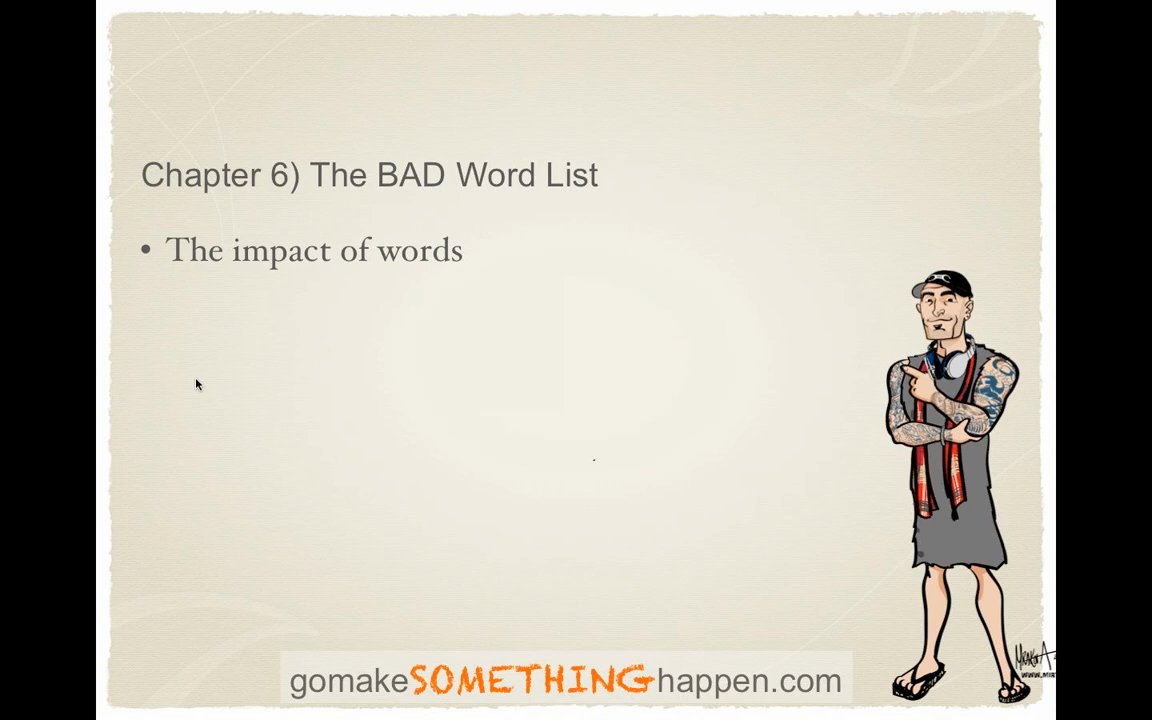 Chapter 6) The BAD Word List
• The impact of words
gomakeSOMETHINGhappen.com